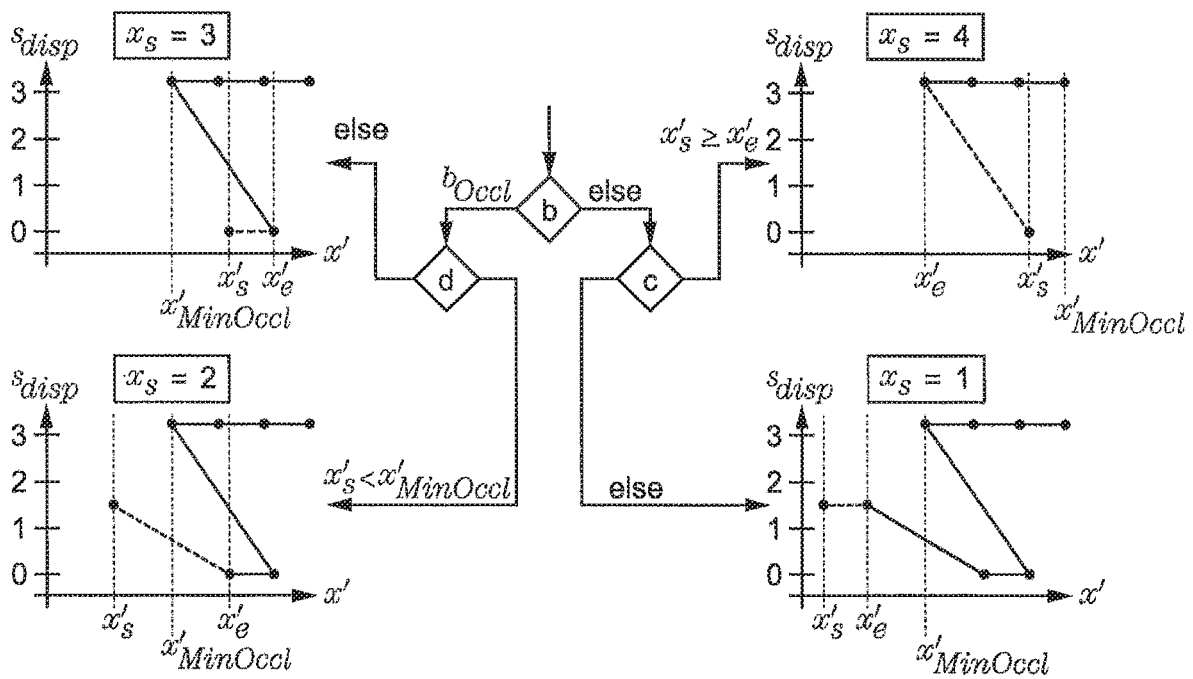 s_disp
x_s = 3
3
2
1
0
x'
x'_s x'_e
x'_MinOccl
else
b_Occl
b
else
d
c
x'_s ≥ x'_e
s_disp
x_s = 4
3
2
1
0
x'
x'_e x'_s
x'_MinOccl
s_disp
x_s = 2
3
2
1
0
x'
x'_s x'_e
x'_MinOccl
x'_s < x'_MinOccl
else
s_disp
x_s = 1
3
2
1
0
x'
x'_s x'_e
x'_MinOccl